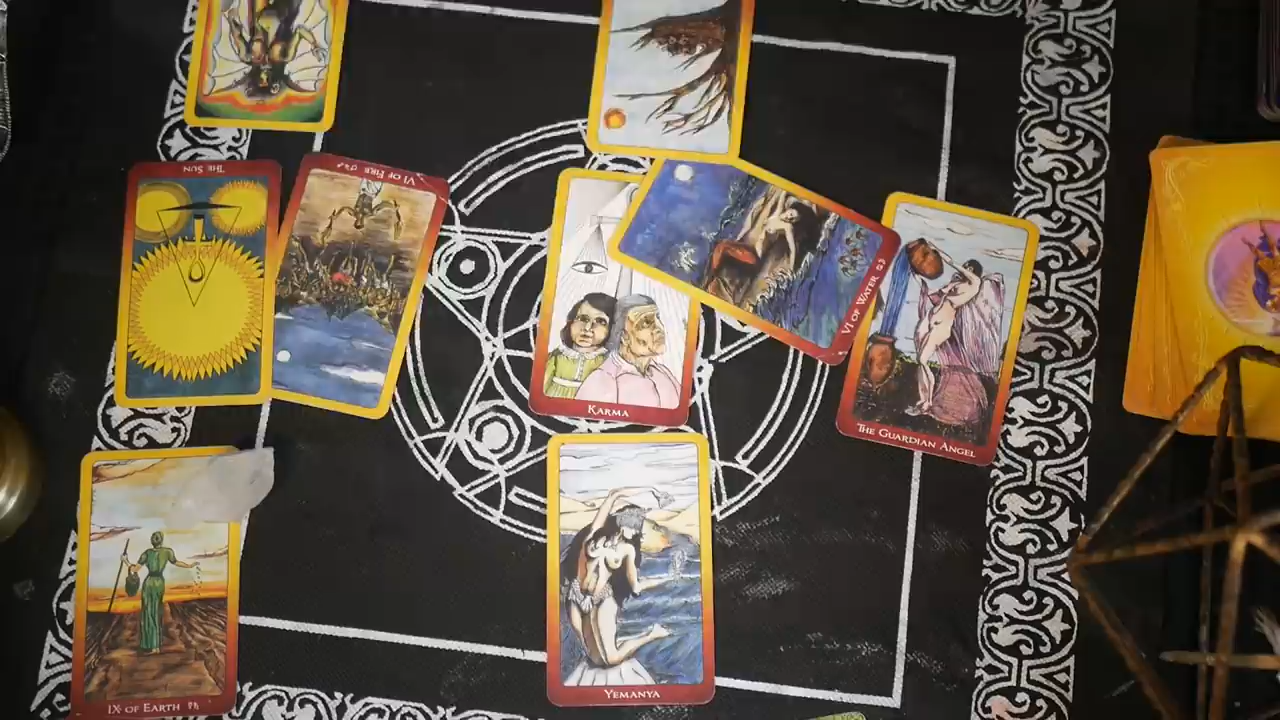 THE SUN
VI OF FIRE
KARMA
VI OF WATER
THE GUARDIAN ANGEL
IX OF EARTH
YEMANYA